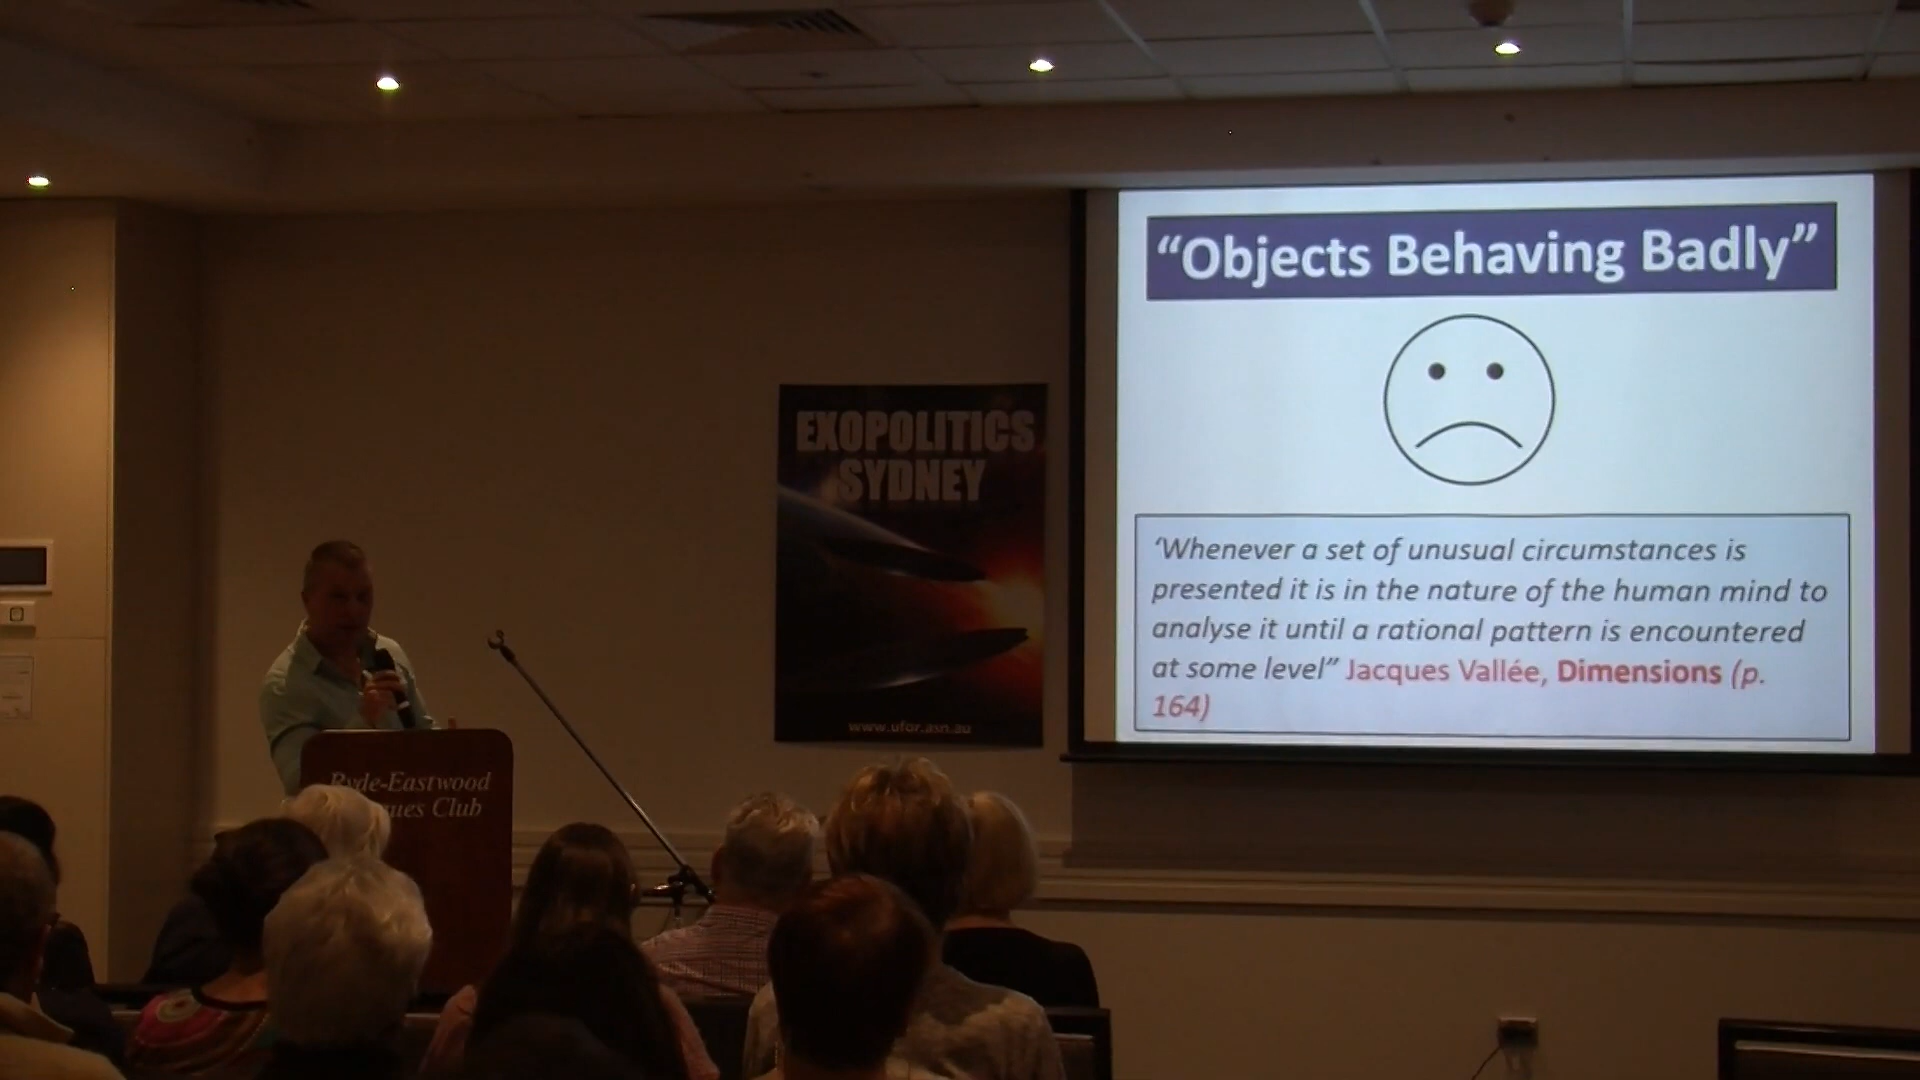 “Objects Behaving Badly”
‘Whenever a set of unusual circumstances is
presented it is in the nature of the human mind to
analyse it until a rational pattern is encountered
at some level” Jacques Vallée, Dimensions (p.
164)
EXOPOLITICS
SYDNEY
www.ufor.asn.au
Ryde-Eastwood
Club